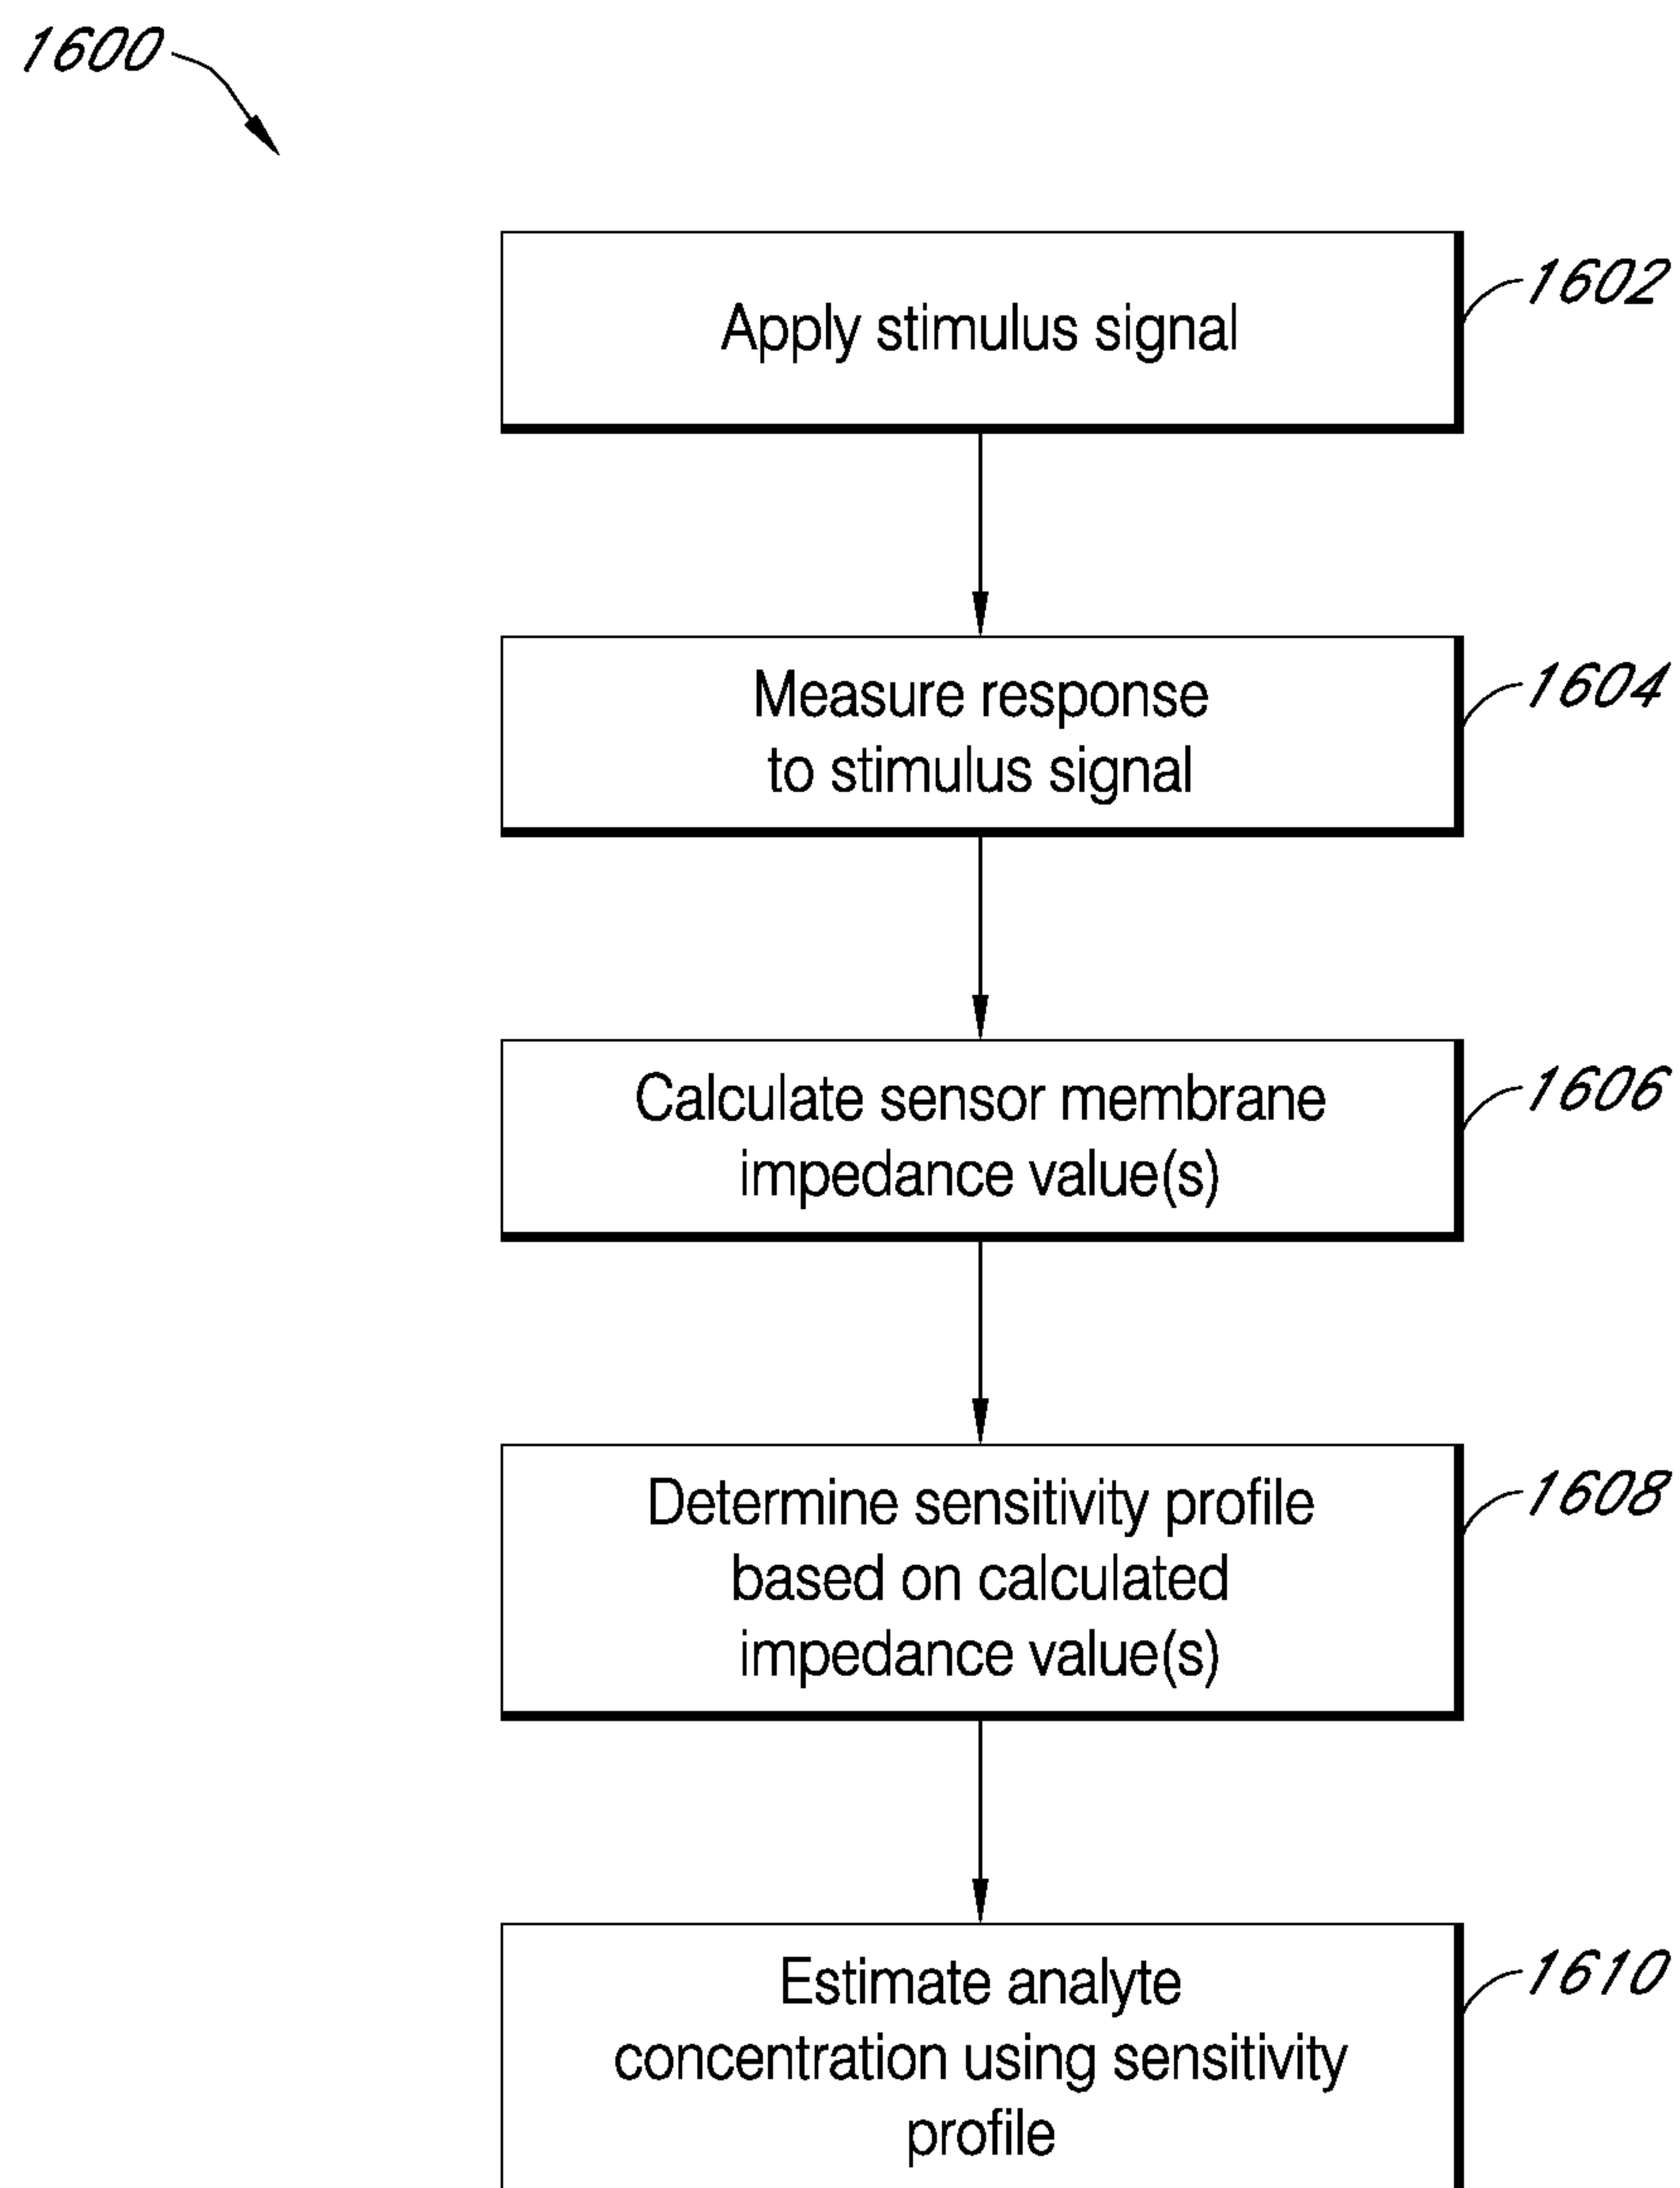 1600
Apply stimulus signal
1602
Measure response
to stimulus signal
1604
Calculate sensor membrane
impedance value(s)
1606
Determine sensitivity profile
based on calculated
impedance value(s)
1608
Estimate analyte
concentration using sensitivity
profile
1610